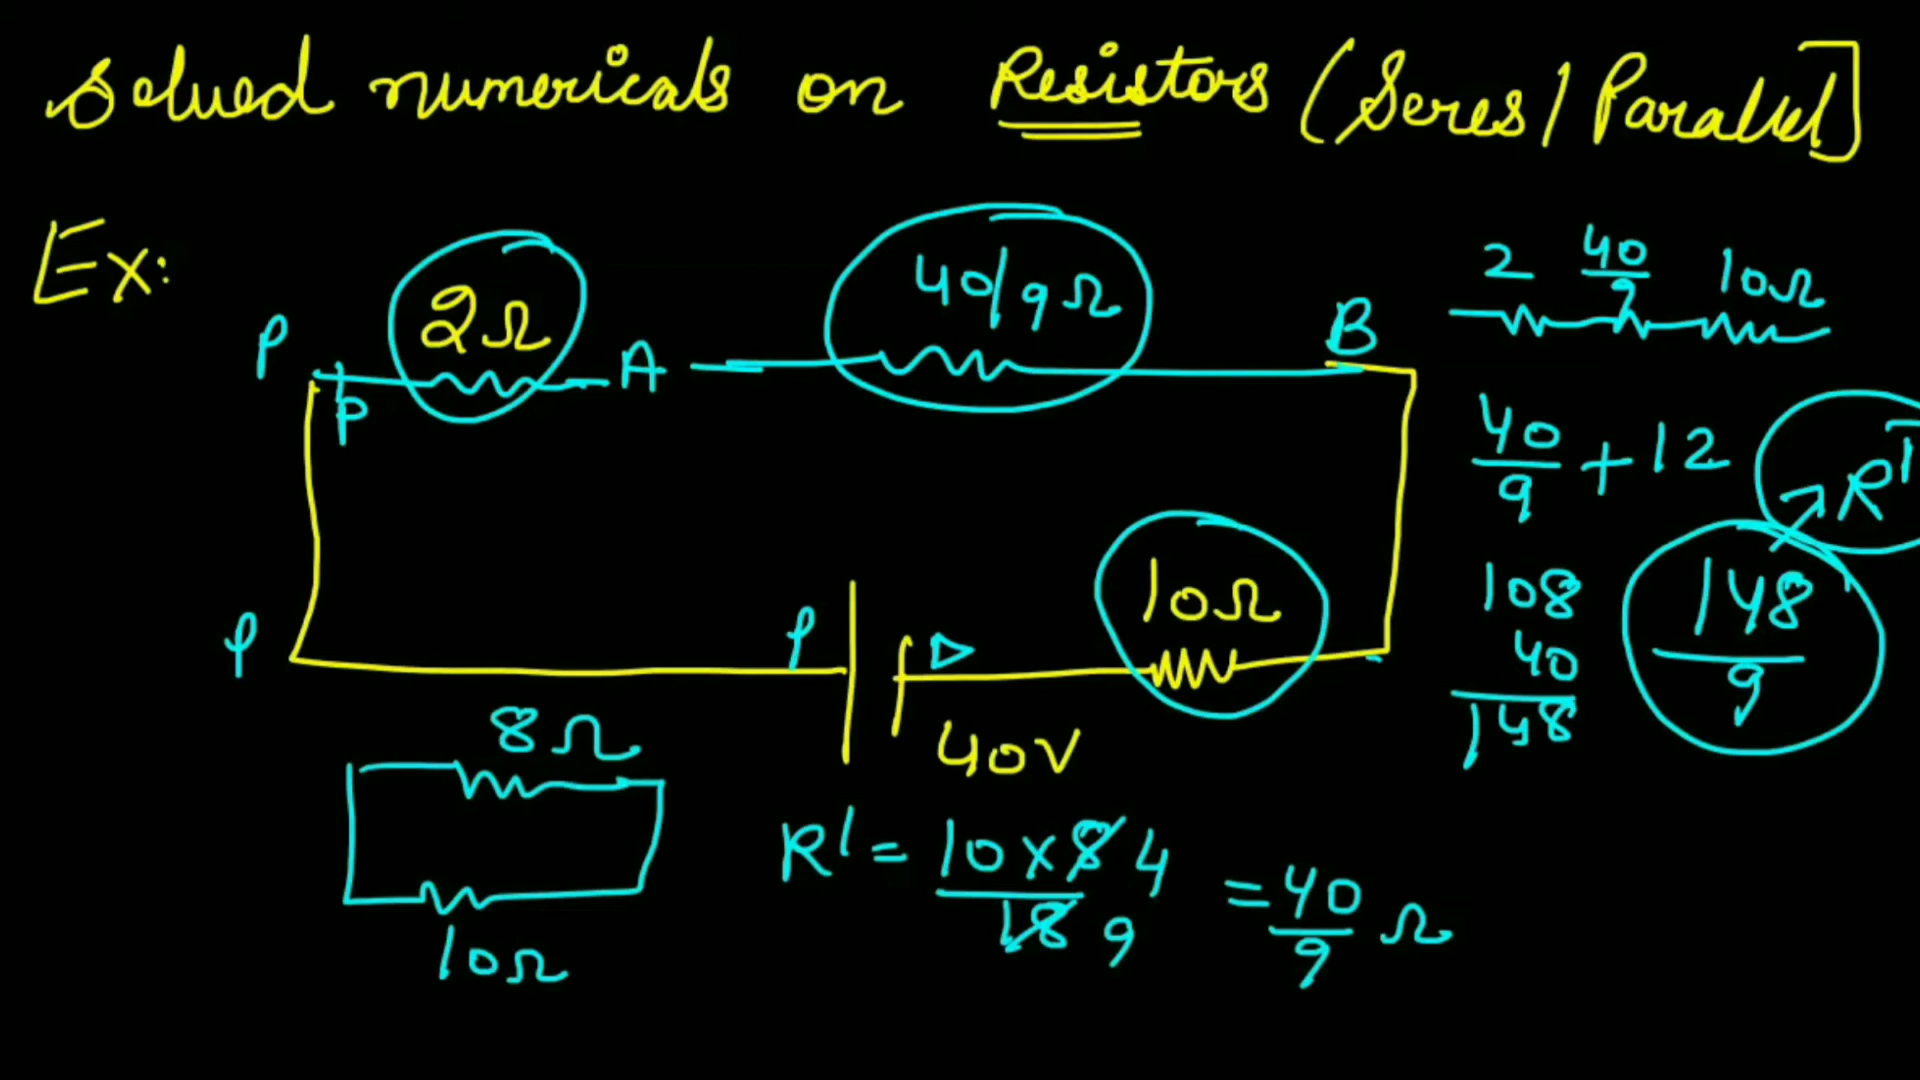 Solved numericals on Resistors (Seres/Parallel]
Ex:
2Ω
40/9Ω
P
A
B
P
2 40/9 10Ω
40/9 + 12
R
10Ω
P
108
40
148
148/9
40V
8Ω
10Ω
R' = 10×8 4 / 18 9 = 40/9 Ω